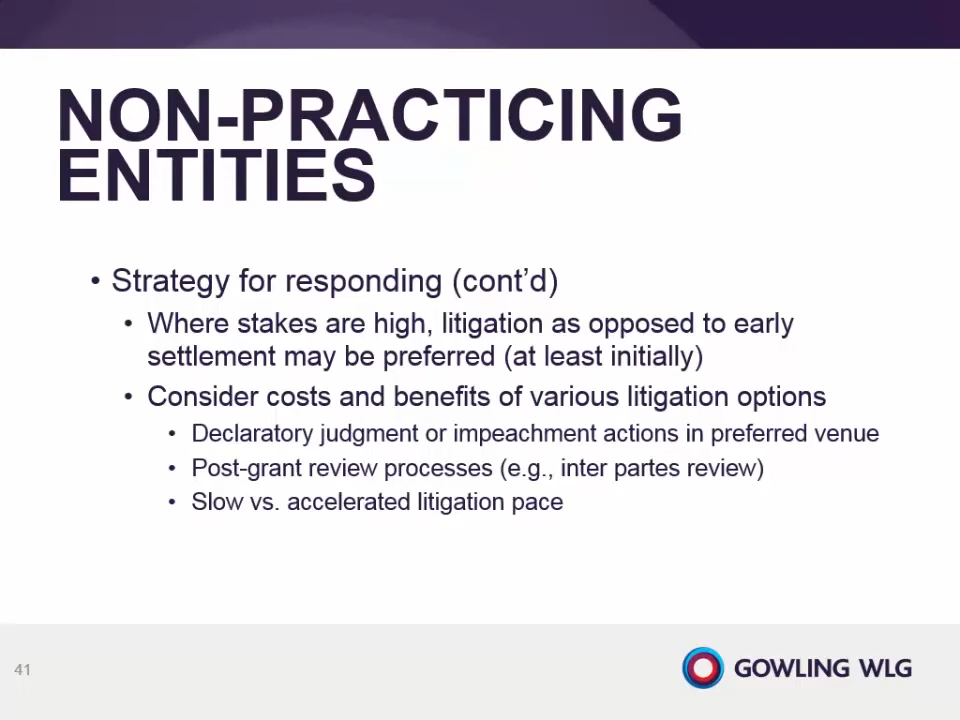 NON-PRACTICING
ENTITIES
• Strategy for responding (cont’d)
• Where stakes are high, litigation as opposed to early
settlement may be preferred (at least initially)
• Consider costs and benefits of various litigation options
• Declaratory judgment or impeachment actions in preferred venue
• Post-grant review processes (e.g., inter partes review)
• Slow vs. accelerated litigation pace
41
GOWLING WLG